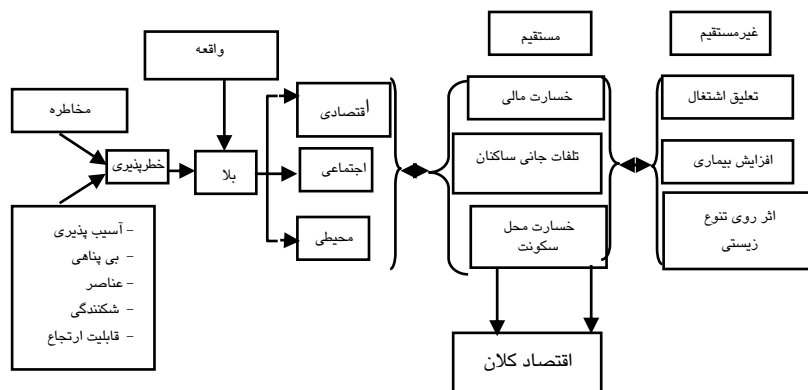 غیرمستقیم
مستقیم
واقعه
تعلیق اشتغال
خسارت مالی
أقتصادی
مخاطره
افزایش بیماری
تلفات جانی ساکنان
اجتماعی
بلا
خطرپذیری
اثر روی تنوع
زیستی
خسارت محل
سکونت
محیطی
- آسیب پذیری
- بی پناهی
- عناصر
- شکنندگی
- قابلیت ارتجاع
اقتصاد کلان